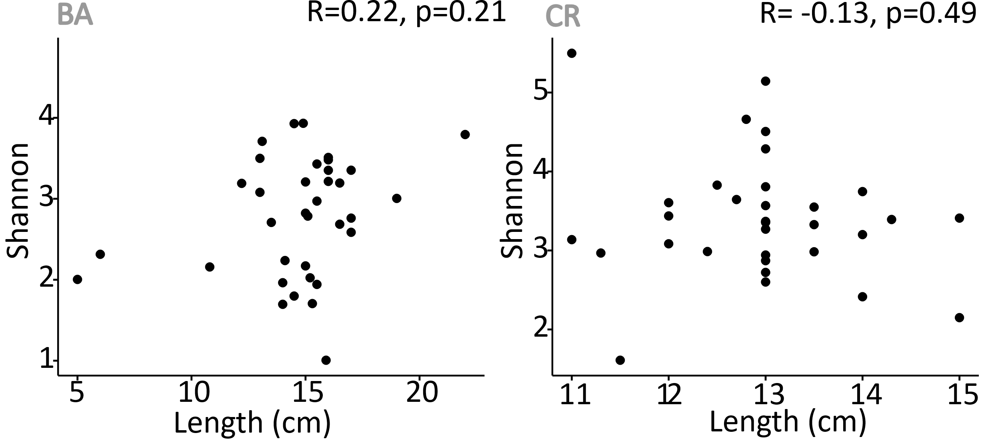 BA
R=0.22, p=0.21
Shannon
4
3
2
1
5 10 15 20
Length (cm)
CR
R= -0.13, p=0.49
Shannon
5
4
3
2
11 12 13 14 15
Length (cm)